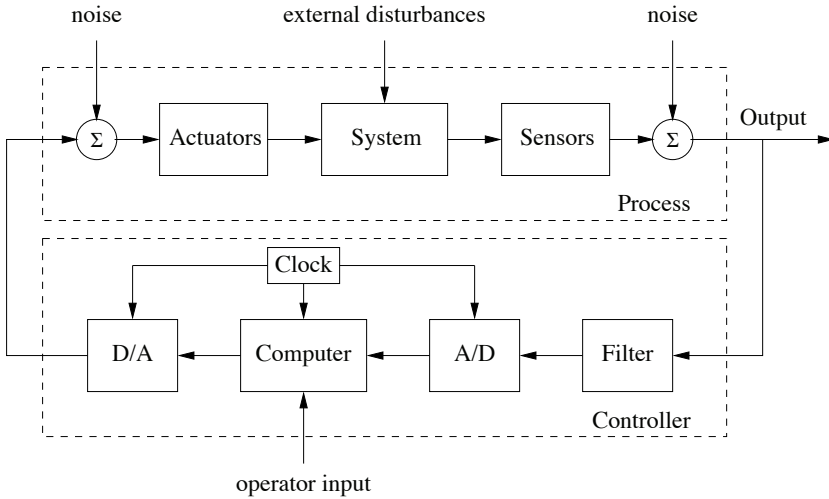 noise
external disturbances
noise
Output
Σ
Actuators
System
Sensors
Σ
Process
Clock
D/A
Computer
A/D
Filter
Controller
operator input